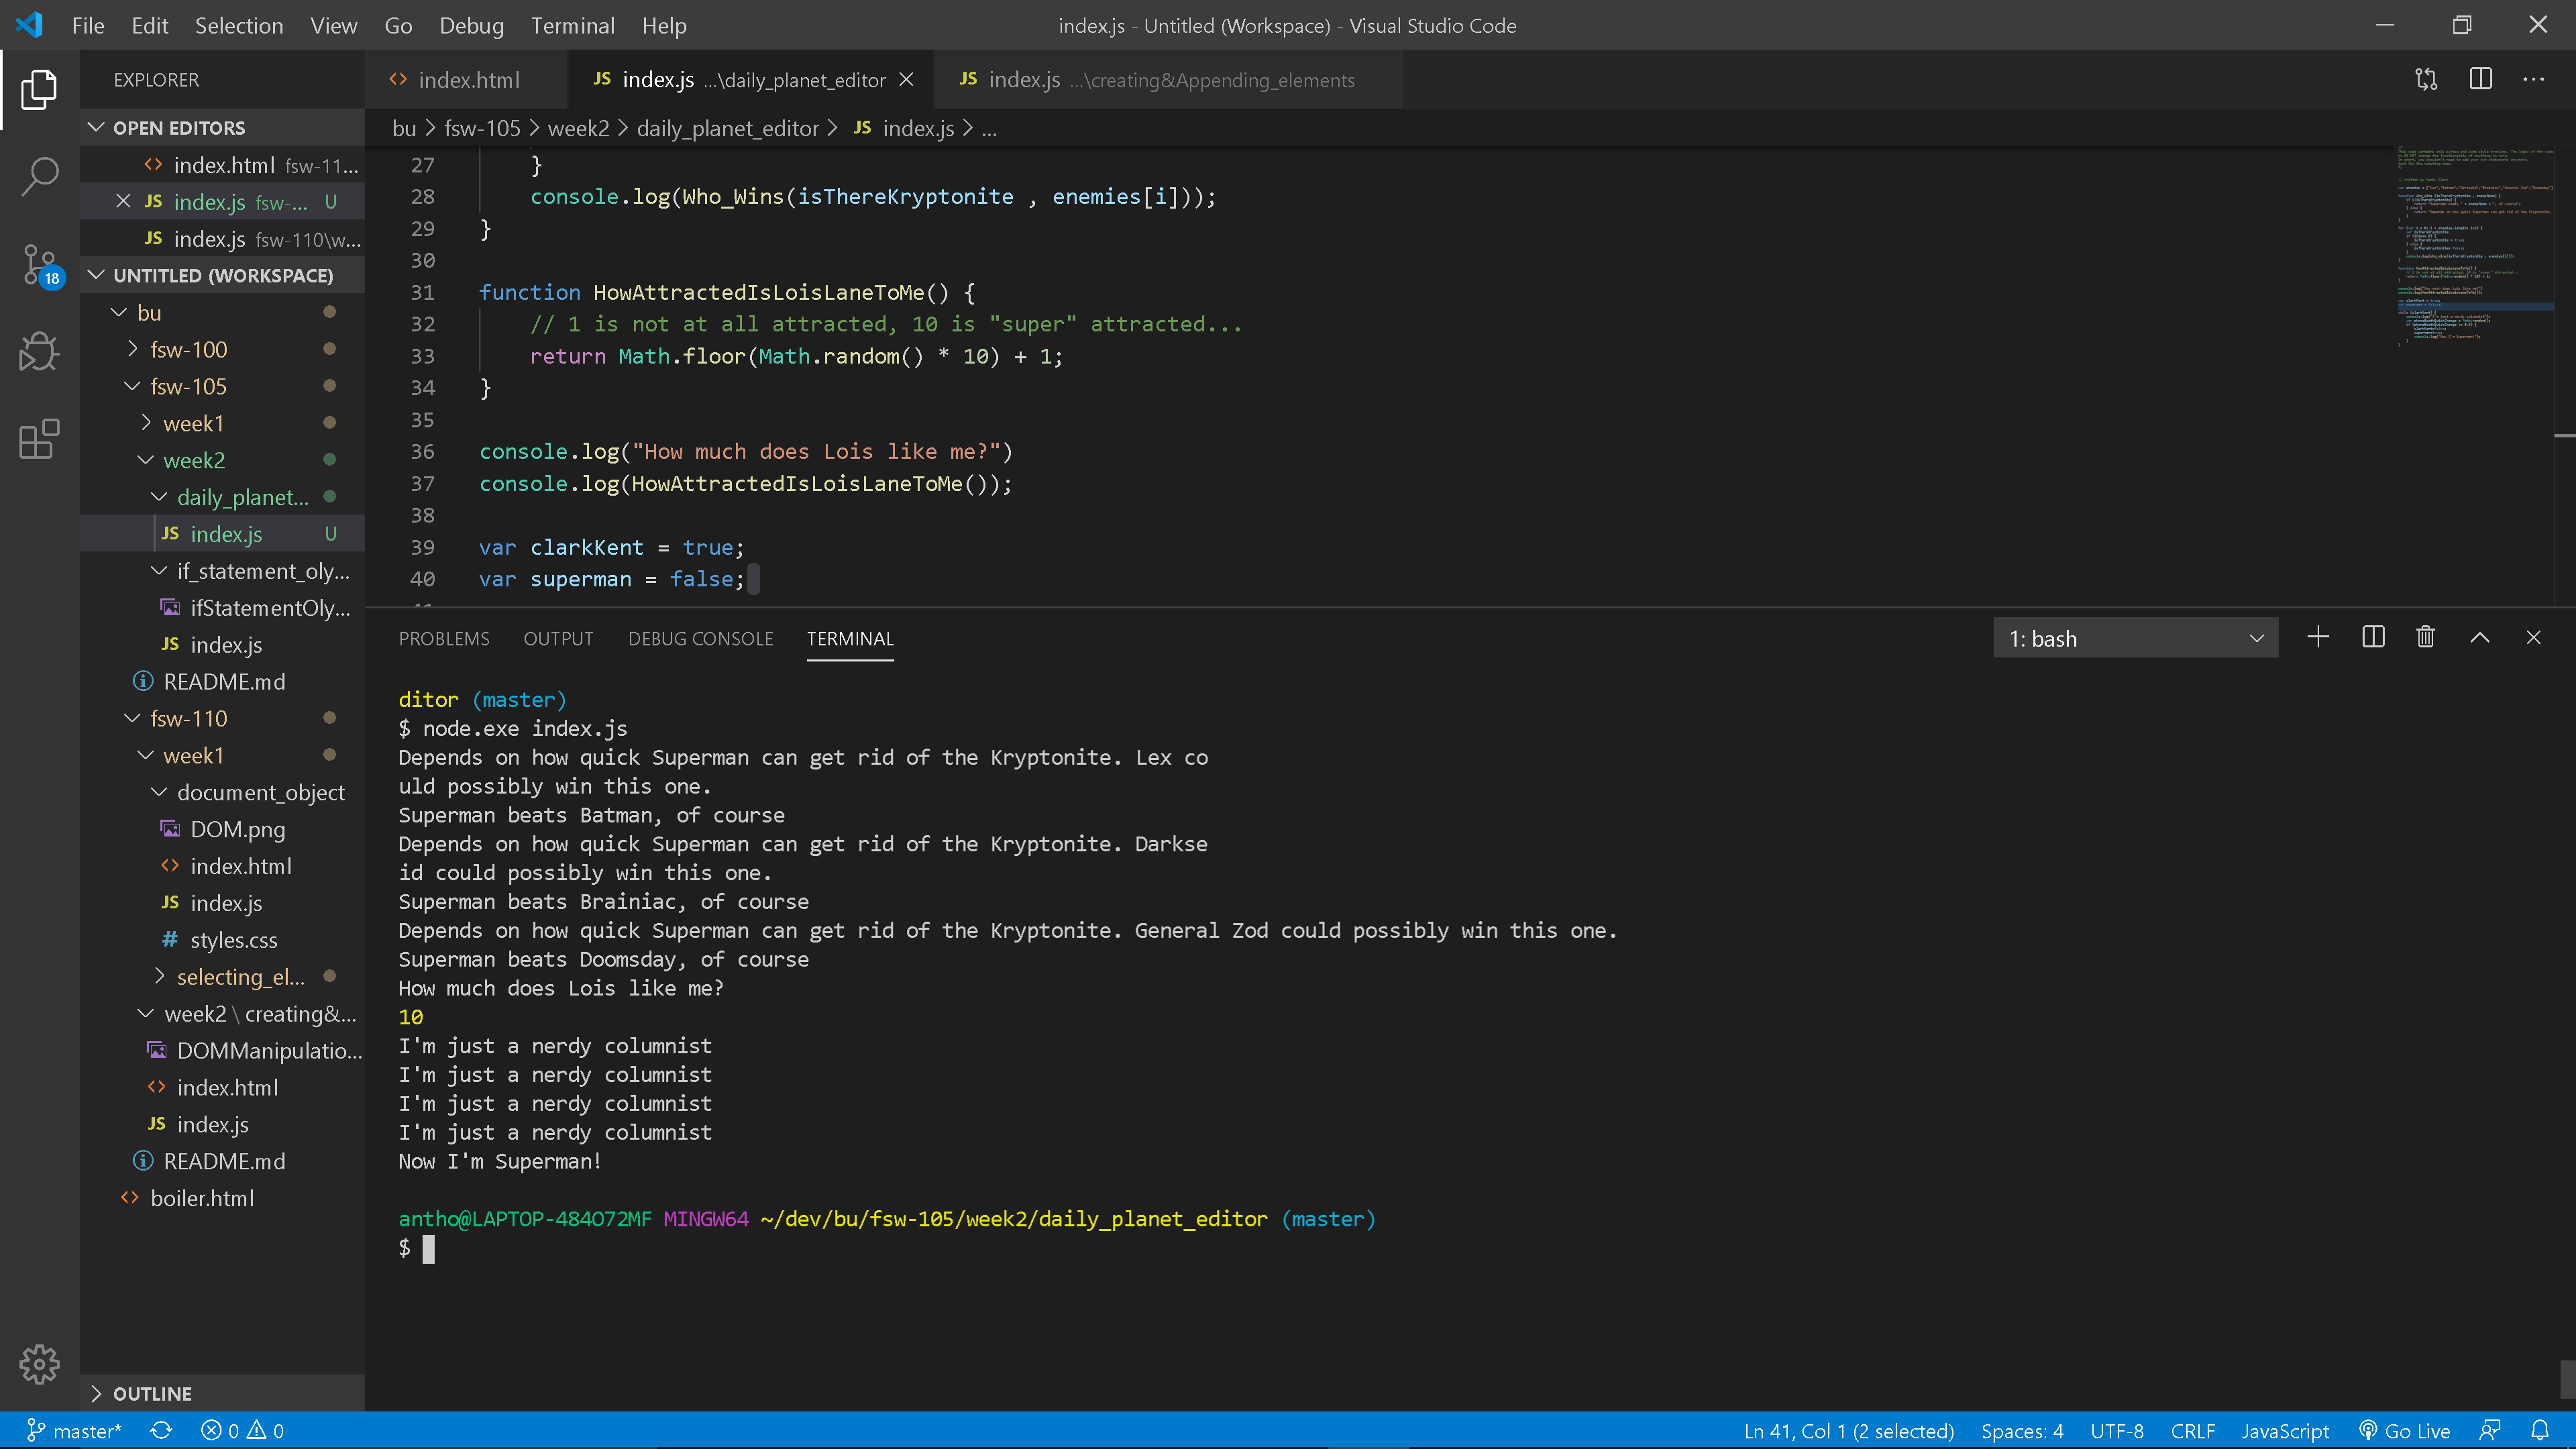 File Edit Selection View Go Debug Terminal Help
index.js - Untitled (Workspace) - Visual Studio Code
EXPLORER
OPEN EDITORS
index.html fsw-11...
JS index.js fsw-... U
JS index.js fsw-110\w...
UNTITLED (WORKSPACE)
18
bu
fsw-100
fsw-105
week1
week2
daily_planet...
JS index.js U
if_statement_oly...
ifStatementOly...
JS index.js
README.md
fsw-110
week1
document_object
DOM.png
index.html
JS index.js
# styles.css
selecting_el...
week2 \ creating&...
DOMManipulatio...
index.html
JS index.js
README.md
boiler.html
OUTLINE
index.html
JS index.js ...\daily_planet_editor
JS index.js ...\creating&Appending_elements
bu > fsw-105 > week2 > daily_planet_editor > JS index.js > ...
27 }
28 console.log(Who_Wins(isThereKryptonite , enemies[i]));
29 }
30
31 function HowAttractedIsLoisLaneToMe() {
32 // 1 is not at all attracted, 10 is "super" attracted...
33 return Math.floor(Math.random() * 10) + 1;
34 }
35
36 console.log("How much does Lois like me?")
37 console.log(HowAttractedIsLoisLaneToMe());
38
39 var clarkKent = true;
40 var superman = false;
PROBLEMS OUTPUT DEBUG CONSOLE TERMINAL
1: bash
ditor (master)
$ node.exe index.js
Depends on how quick Superman can get rid of the Kryptonite. Lex co
uld possibly win this one.
Superman beats Batman, of course
Depends on how quick Superman can get rid of the Kryptonite. Darkse
id could possibly win this one.
Superman beats Brainiac, of course
Depends on how quick Superman can get rid of the Kryptonite. General Zod could possibly win this one.
Superman beats Doomsday, of course
How much does Lois like me?
10
I'm just a nerdy columnist
I'm just a nerdy columnist
I'm just a nerdy columnist
I'm just a nerdy columnist
Now I'm Superman!
antho@LAPTOP-484O72MF MINGW64 ~/dev/bu/fsw-105/week2/daily_planet_editor (master)
$
master* 0 0
Ln 41, Col 1 (2 selected) Spaces: 4 UTF-8 CRLF JavaScript Go Live